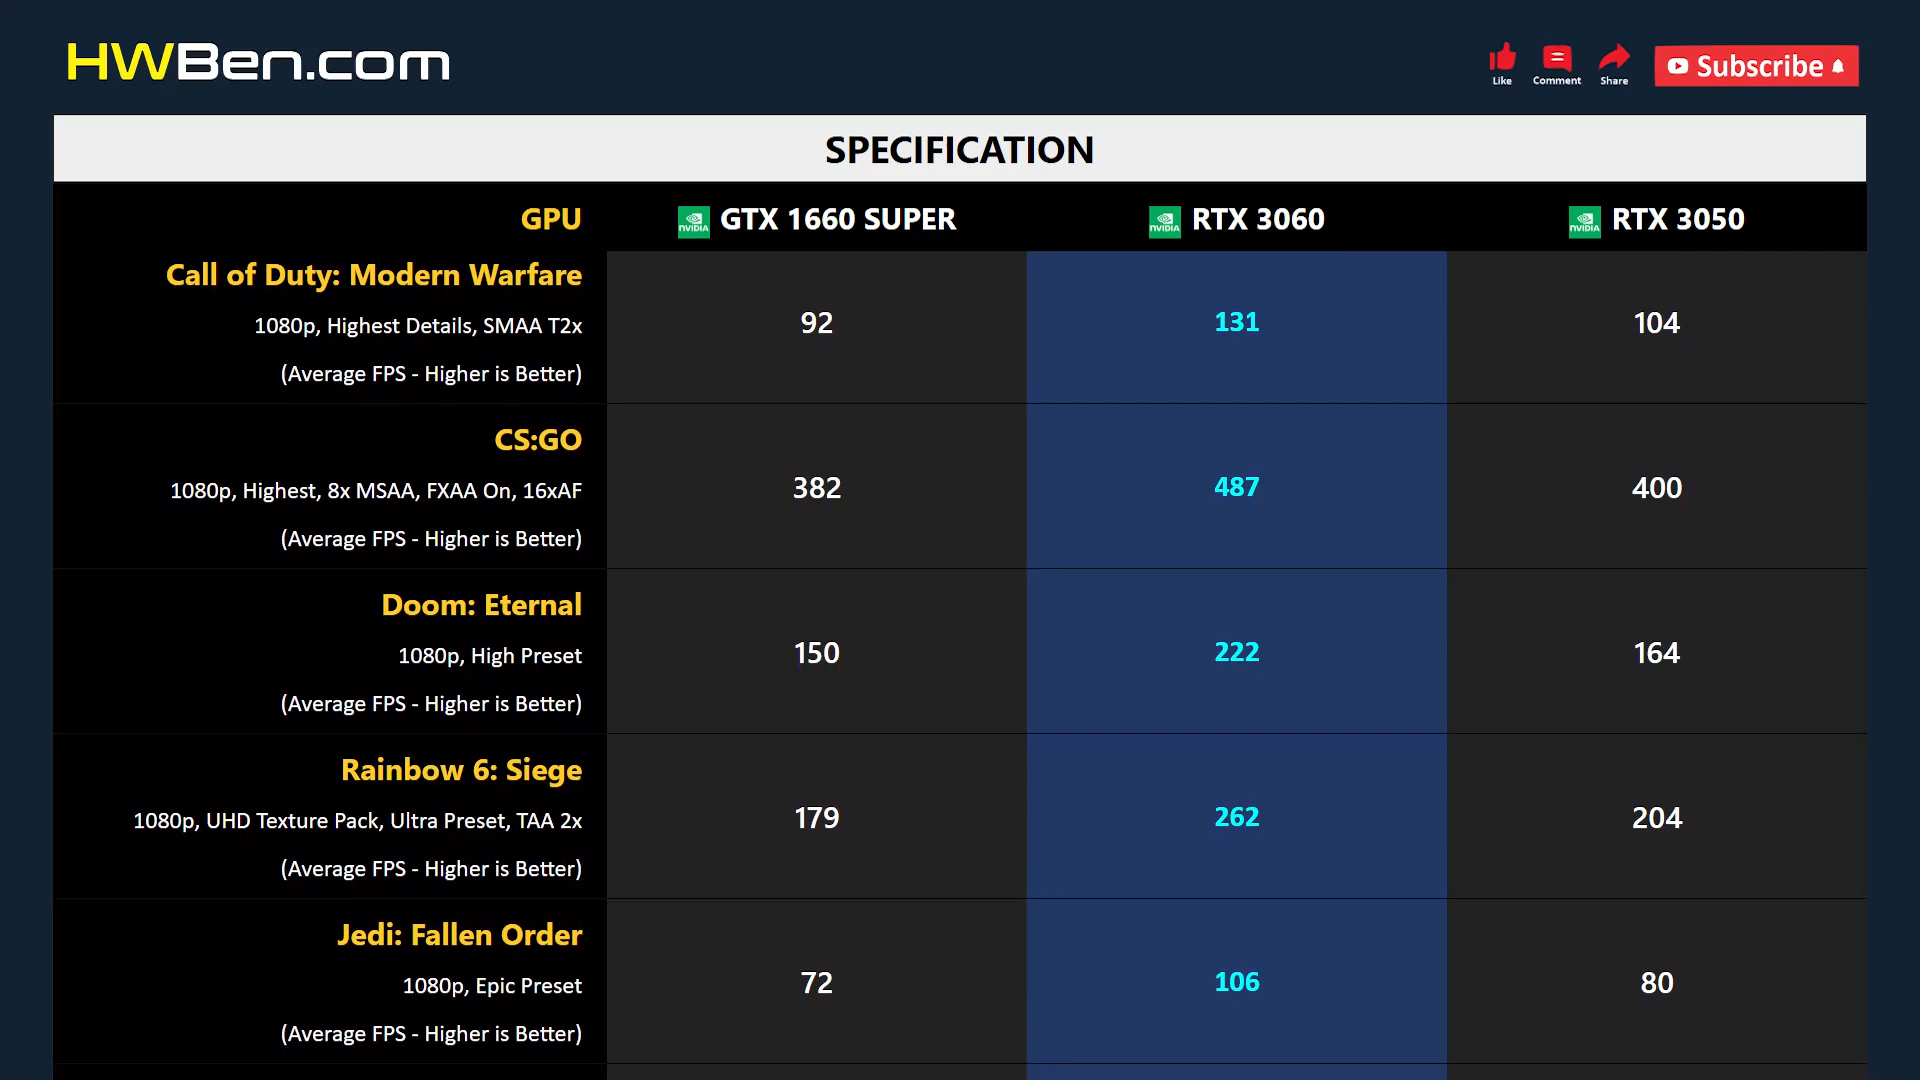 HWBen.com
Like
Comment
Share
Subscribe
SPECIFICATION
GPU
NVIDIA GTX 1660 SUPER
NVIDIA RTX 3060
NVIDIA RTX 3050
Call of Duty: Modern Warfare
1080p, Highest Details, SMAA T2x
(Average FPS - Higher is Better)
92
131
104
CS:GO
1080p, Highest, 8x MSAA, FXAA On, 16xAF
(Average FPS - Higher is Better)
382
487
400
Doom: Eternal
1080p, High Preset
(Average FPS - Higher is Better)
150
222
164
Rainbow 6: Siege
1080p, UHD Texture Pack, Ultra Preset, TAA 2x
(Average FPS - Higher is Better)
179
262
204
Jedi: Fallen Order
1080p, Epic Preset
(Average FPS - Higher is Better)
72
106
80